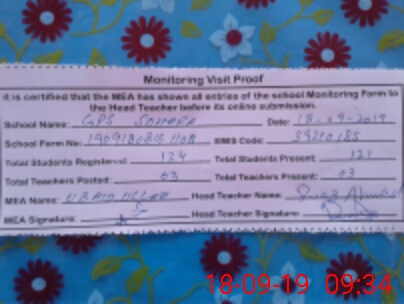 Monitoring Visit Proof
It is certified that the MEA has shown all entries of the school Monitoring Form to
the Head Teacher before its online submission.
School Name: GPS Date: 18-09-2019
School Form No: EMIS Code:
Total Students Registered: 124 Total Students Present: 121
Total Teachers Posted: 03 Total Teachers Present: 03
MEA Name: Head Teacher Name:
MEA Signature: Head Teacher Signature:
18-09-19 09:34